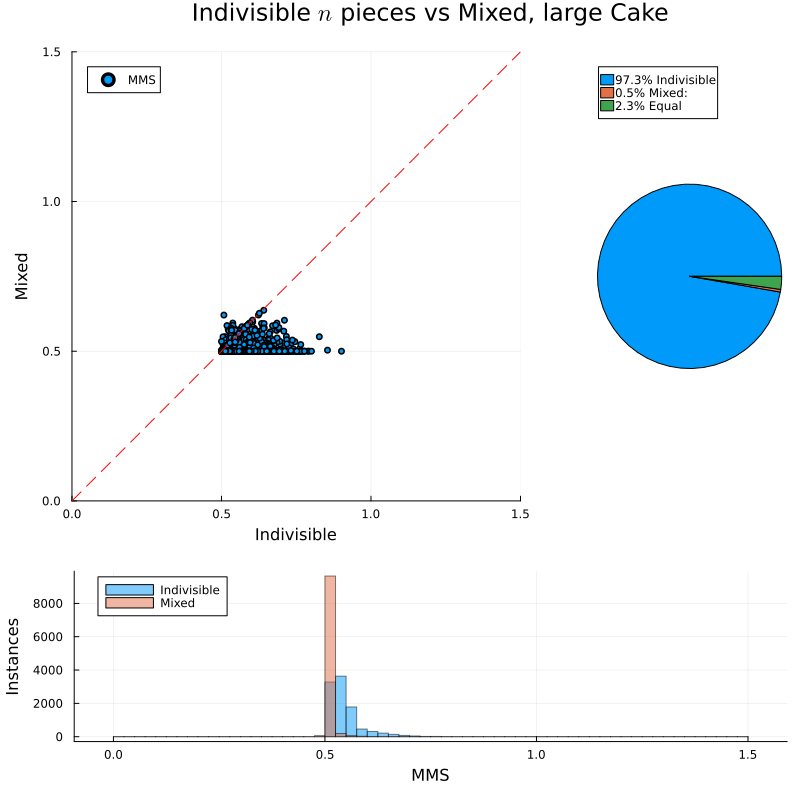 Indivisible n pieces vs Mixed, large Cake
1.5
MMS
97.3% Indivisible
0.5% Mixed:
2.3% Equal
1.0
Mixed
0.5
0.0
0.0 0.5 1.0 1.5
Indivisible
Indivisible
Mixed
8000
6000
4000
2000
0
Instances
0.0 0.5 1.0 1.5
MMS